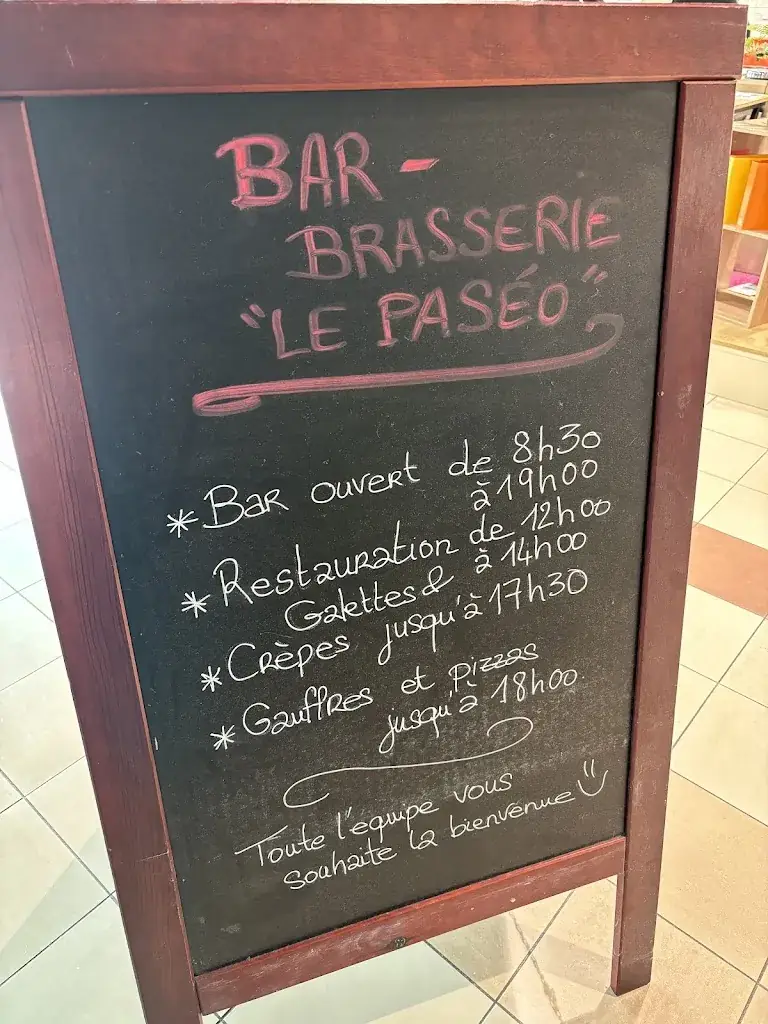 BAR -
BRASSERIE
"LE PASÉO"
* Bar ouvert de 8h30
à 19h00
* Restauration de 12h00
à 14h00
Galettes &
* Crêpes jusqu'à 17h30
* Gauffres et pizzas
jusqu'à 18h00
Toute l'équipe vous
souhaite la bienvenue